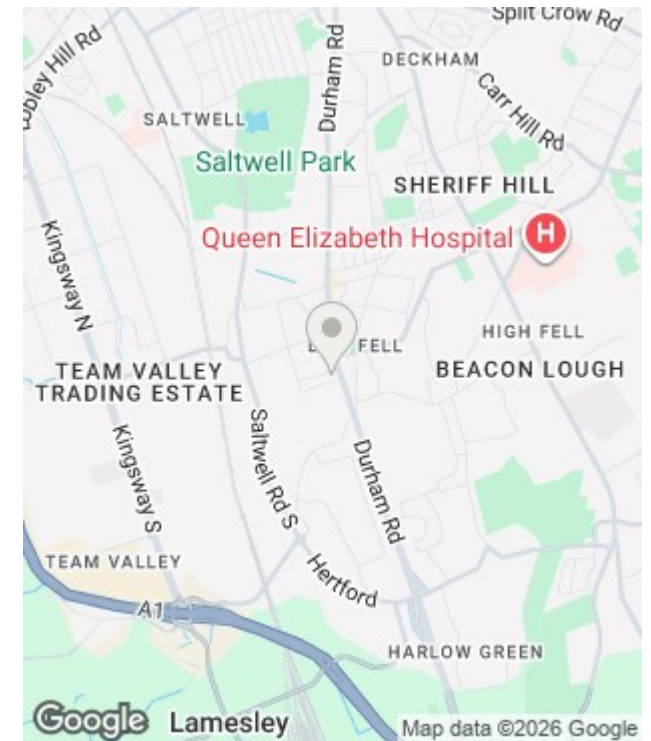 Split Crow Rd
Lobley Hill Rd
Durham Rd
DECKHAM
Carr Hill Rd
SALTWELL
Saltwell Park
SHERIFF HILL
Queen Elizabeth Hospital
H
Kingsway N
FELL
HIGH FELL
BEACON LOUGH
TEAM VALLEY
TRADING ESTATE
Saltwell Rd S
Kingsway S
Durham Rd
TEAM VALLEY
Hertford
A1
HARLOW GREEN
Google
Lamesley
Map data ©2026 Google